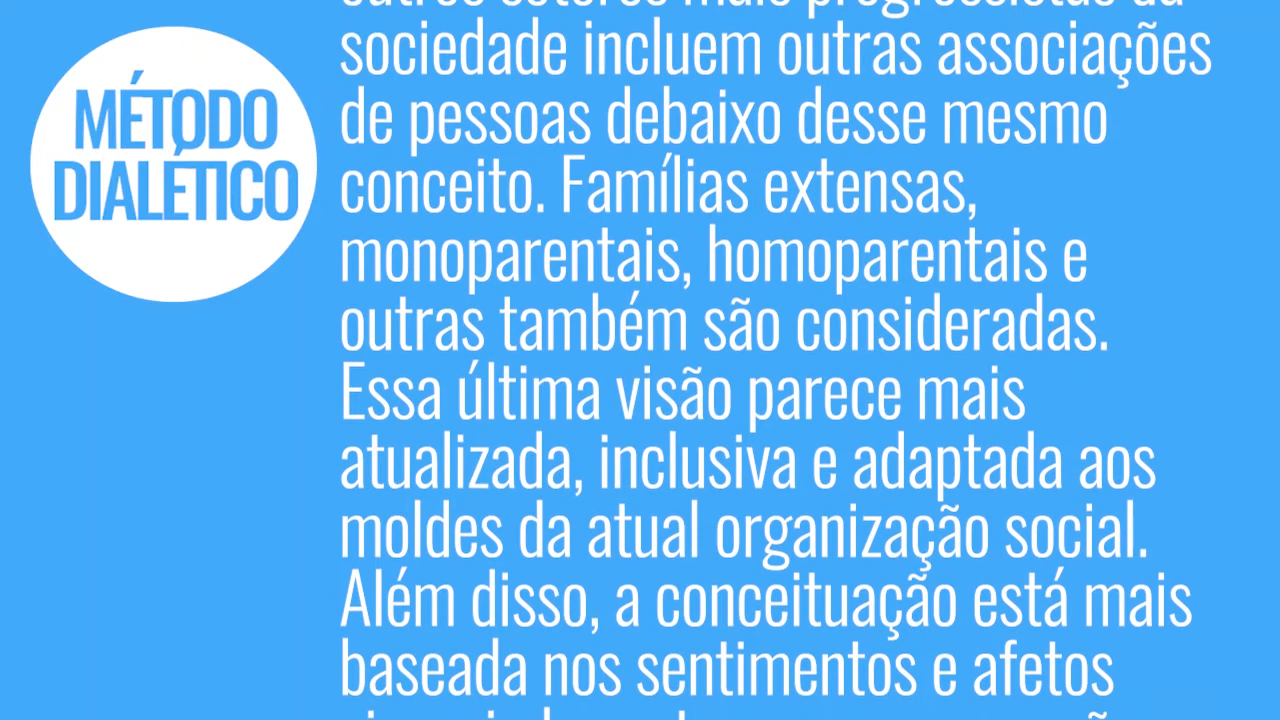 MÉTODO
DIALÉTICO
sociedade incluem outras associações
de pessoas debaixo desse mesmo
conceito. Famílias extensas,
monoparentais, homoparentais e
outras também são consideradas.
Essa última visão parece mais
atualizada, inclusiva e adaptada aos
moldes da atual organização social.
Além disso, a conceituação está mais
baseada nos sentimentos e afetos